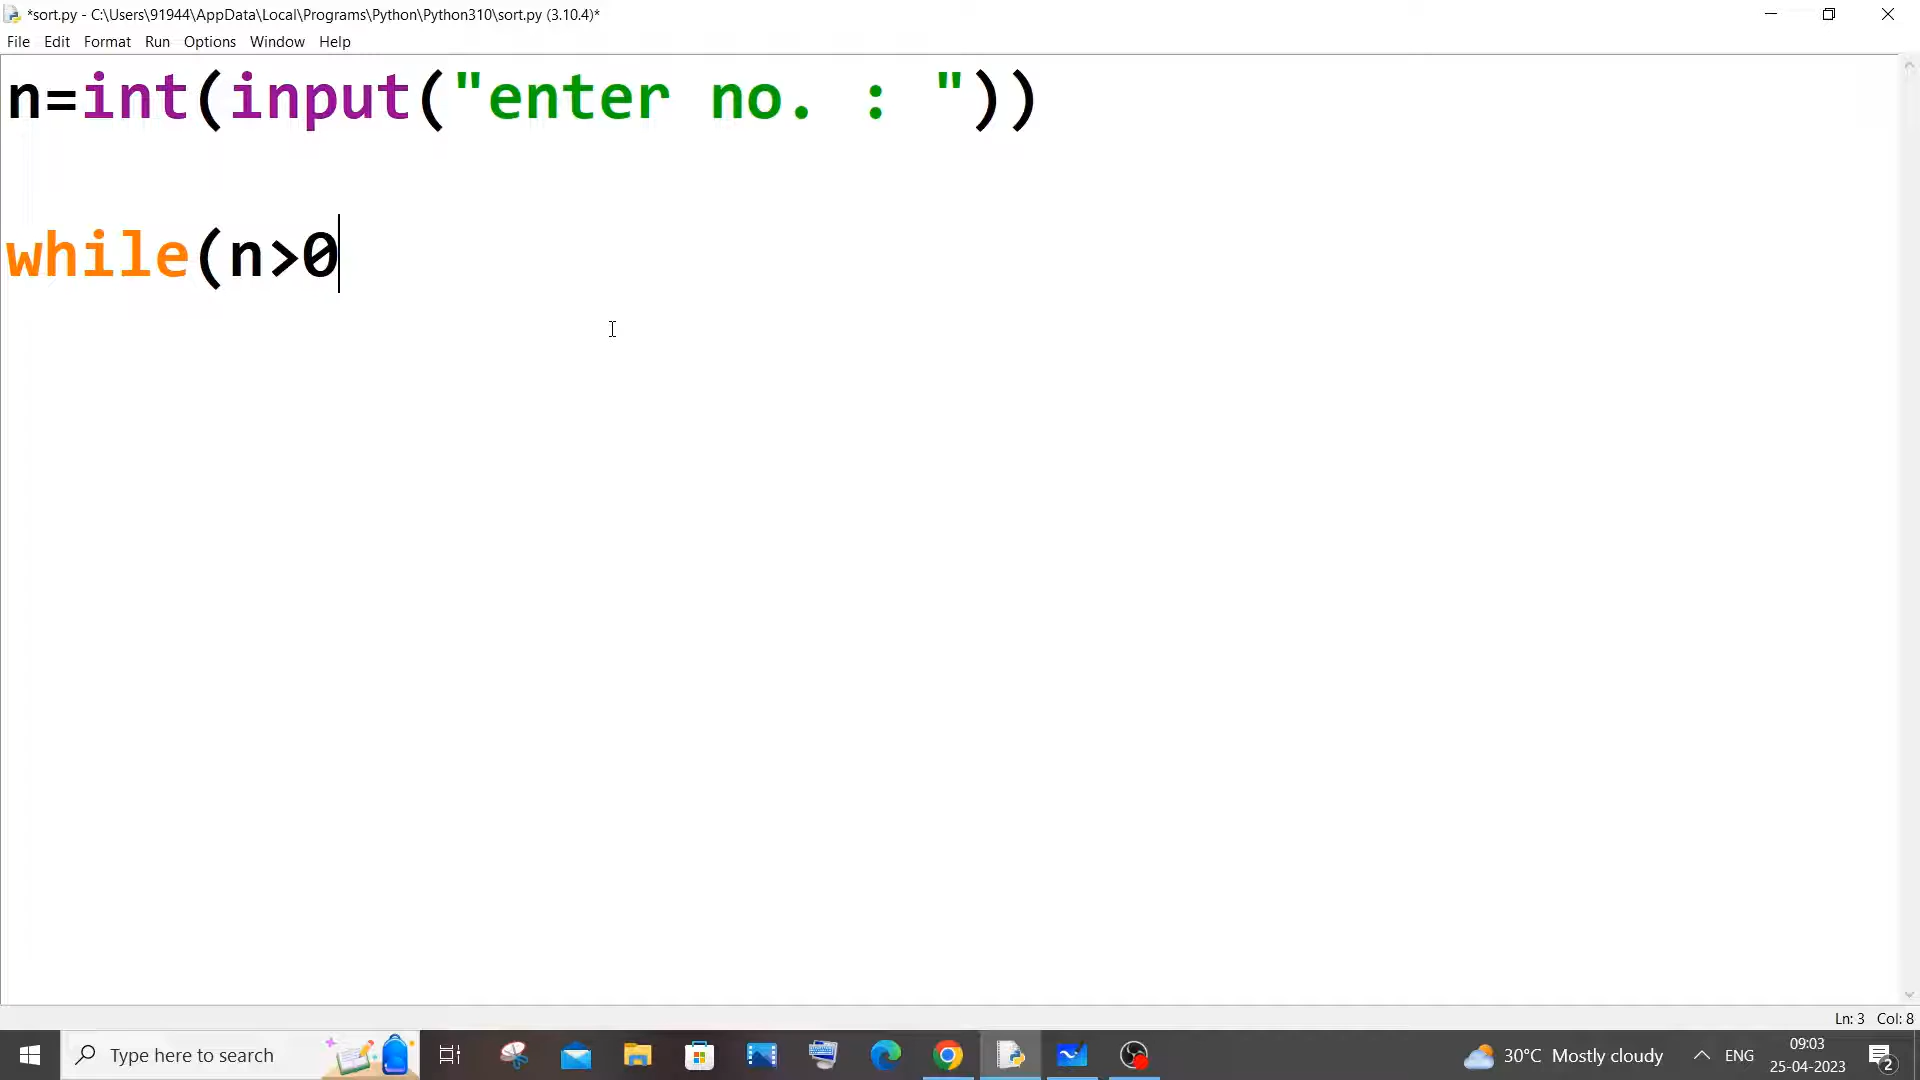 *sort.py - C:\Users\91944\AppData\Local\Programs\Python\Python310\sort.py (3.10.4)*
File Edit Format Run Options Window Help
n=int(input("enter no. : "))
while(n>0
Ln: 3 Col: 8
Type here to search
30°C Mostly cloudy
ENG
09:03
25-04-2023
2